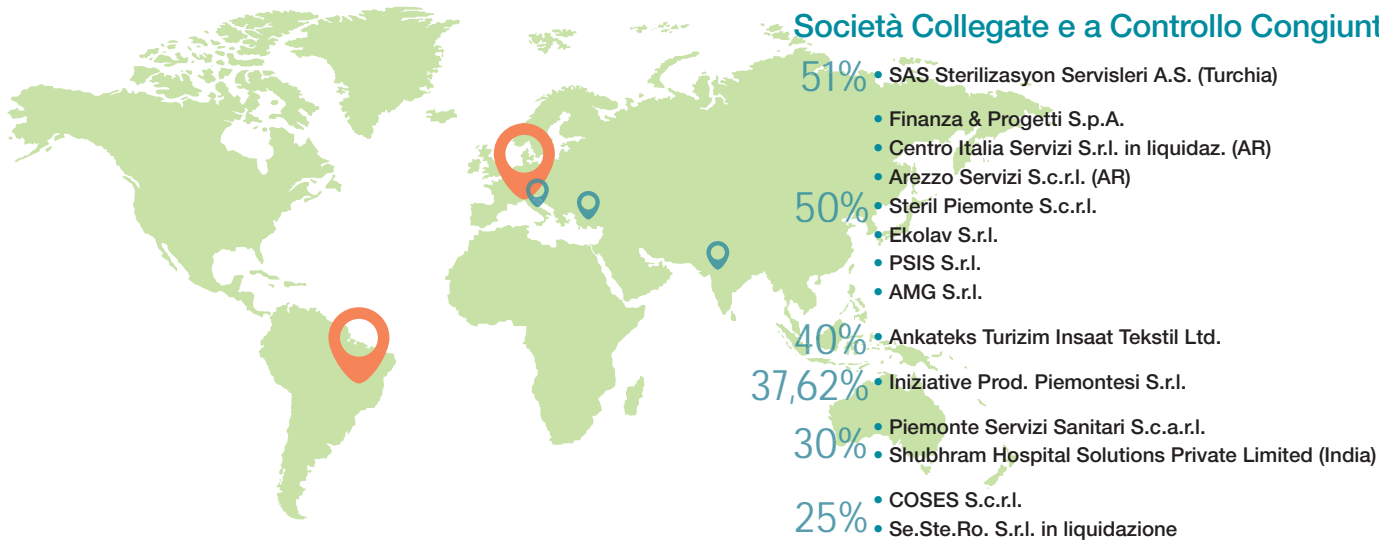 Società Collegate e a Controllo Congiunt
51%
• SAS Sterilizasyon Servisleri A.S. (Turchia)
50%
• Finanza & Progetti S.p.A.
• Centro Italia Servizi S.r.l. in liquidaz. (AR)
• Arezzo Servizi S.c.r.l. (AR)
• Steril Piemonte S.c.r.l.
• Ekolav S.r.l.
• PSIS S.r.l.
• AMG S.r.l.
40%
• Ankateks Turizim Insaat Tekstil Ltd.
37,62%
• Iniziative Prod. Piemontesi S.r.l.
30%
• Piemonte Servizi Sanitari S.c.a.r.l.
• Shubhram Hospital Solutions Private Limited (India)
25%
• COSES S.c.r.l.
• Se.Ste.Ro. S.r.l. in liquidazione